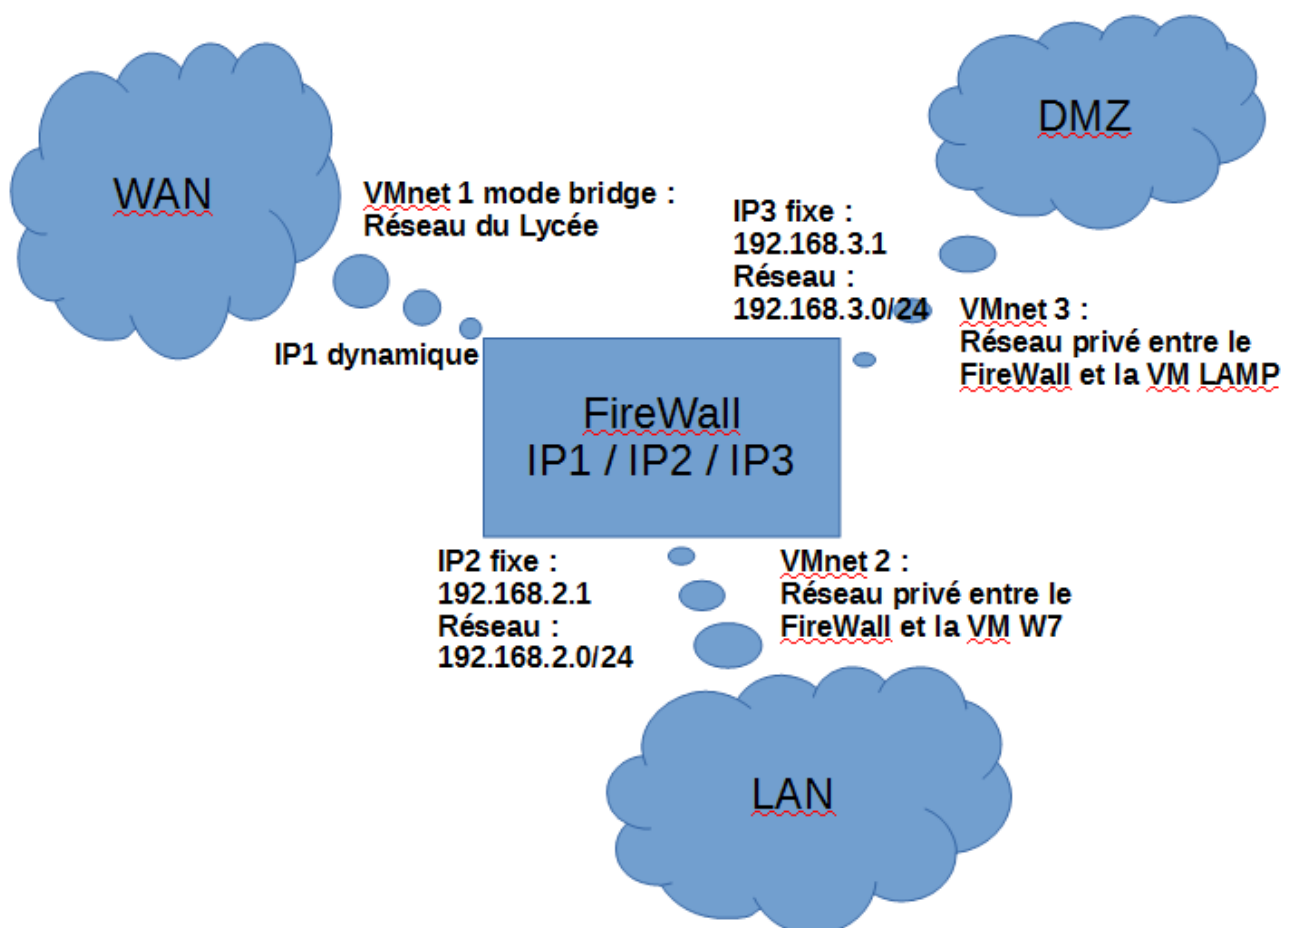 WAN
VMnet 1 mode bridge :
Réseau du Lycée
IP1 dynamique
DMZ
IP3 fixe :
192.168.3.1
Réseau :
192.168.3.0/24
VMnet 3 :
Réseau privé entre le
FireWall et la VM LAMP
FireWall
IP1 / IP2 / IP3
IP2 fixe :
192.168.2.1
Réseau :
192.168.2.0/24
VMnet 2 :
Réseau privé entre le
FireWall et la VM W7
LAN